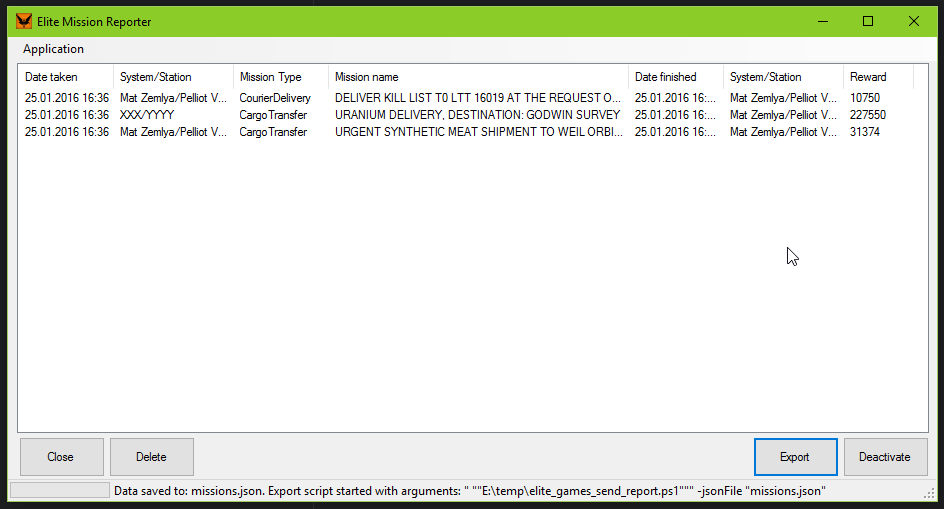 Elite Mission Reporter
Application
Date taken System/Station Mission Type Mission name Date finished System/Station Reward
25.01.2016 16:36 Mat Zemlya/Pelliot V... CourierDelivery DELIVER KILL LIST T0 LTT 16019 AT THE REQUEST O... 25.01.2016 16:... Mat Zemlya/Pelliot V... 10750
25.01.2016 16:36 XXX/YYYY CargoTransfer URANIUM DELIVERY, DESTINATION: GODWIN SURVEY 25.01.2016 16:... Mat Zemlya/Pelliot V... 227550
25.01.2016 16:36 Mat Zemlya/Pelliot V... CargoTransfer URGENT SYNTHETIC MEAT SHIPMENT TO WEIL ORBI... 25.01.2016 16:... Mat Zemlya/Pelliot V... 31374
Close Delete Export Deactivate
Data saved to: missions.json. Export script started with arguments: " ""E:\temp\elite_games_send_report.ps1""" -jsonFile "missions.json"